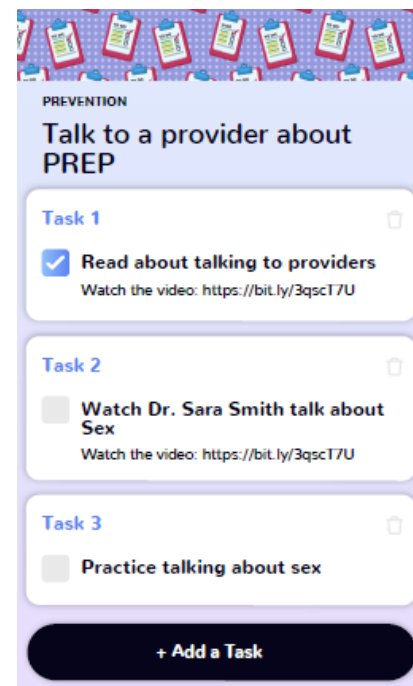 PREVENTION
Talk to a provider about
PREP
Task 1
Read about talking to providers
Watch the video: https://bit.ly/3qscT7U
Task 2
Watch Dr. Sara Smith talk about
Sex
Watch the video: https://bit.ly/3qscT7U
Task 3
Practice talking about sex
+ Add a Task